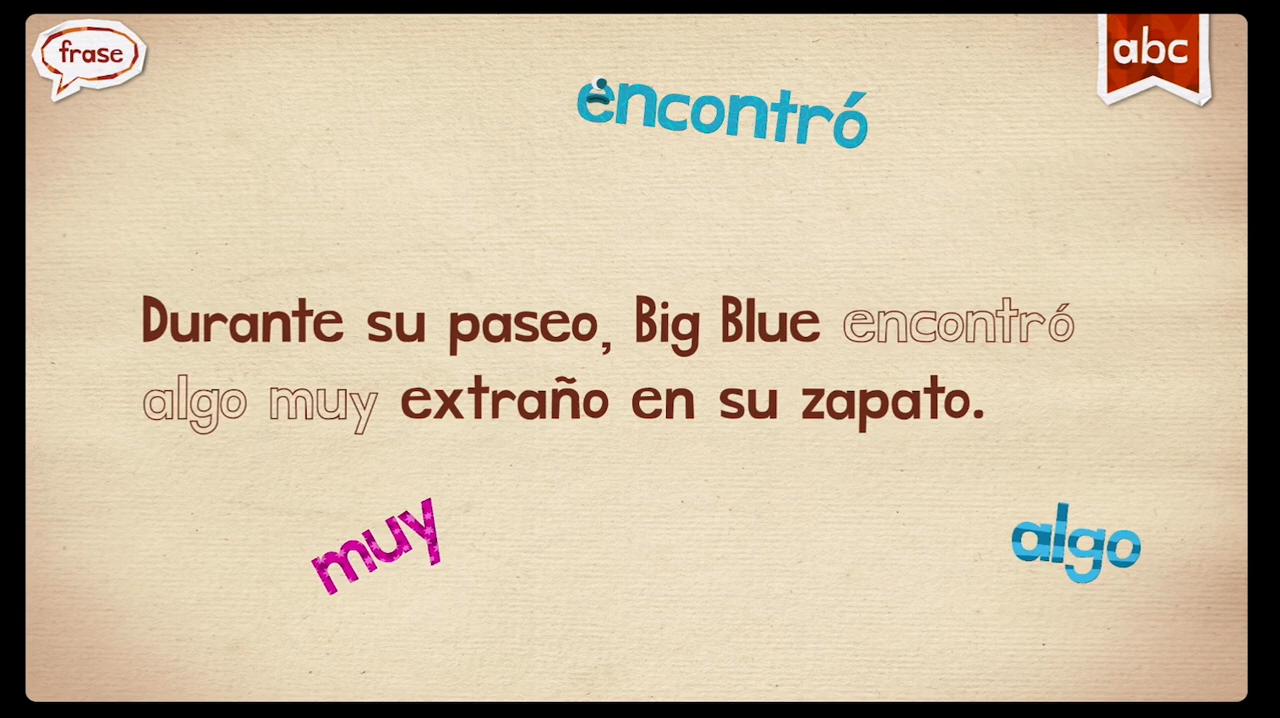 frase
abc
encontró
Durante su paseo, Big Blue encontró
algo muy extraño en su zapato.
muy
algo